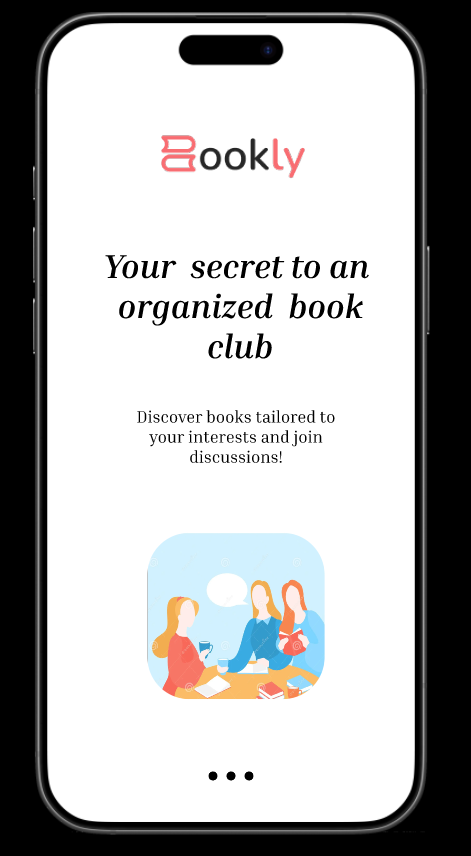 Bookly
Your secret to an
organized book
club
Discover books tailored to
your interests and join
discussions!